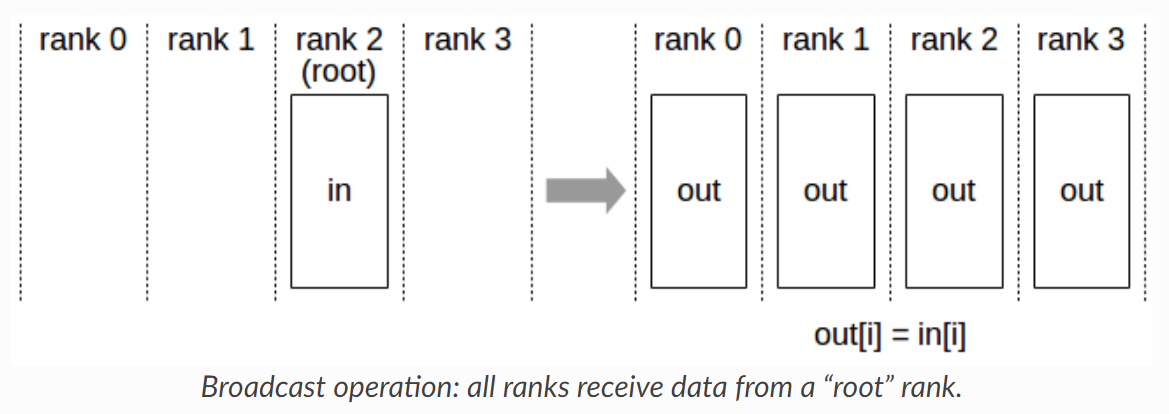 rank 0 rank 1 rank 2 rank 3 rank 0 rank 1 rank 2 rank 3
(root)
in out out out out
out[i] = in[i]
Broadcast operation: all ranks receive data from a “root” rank.